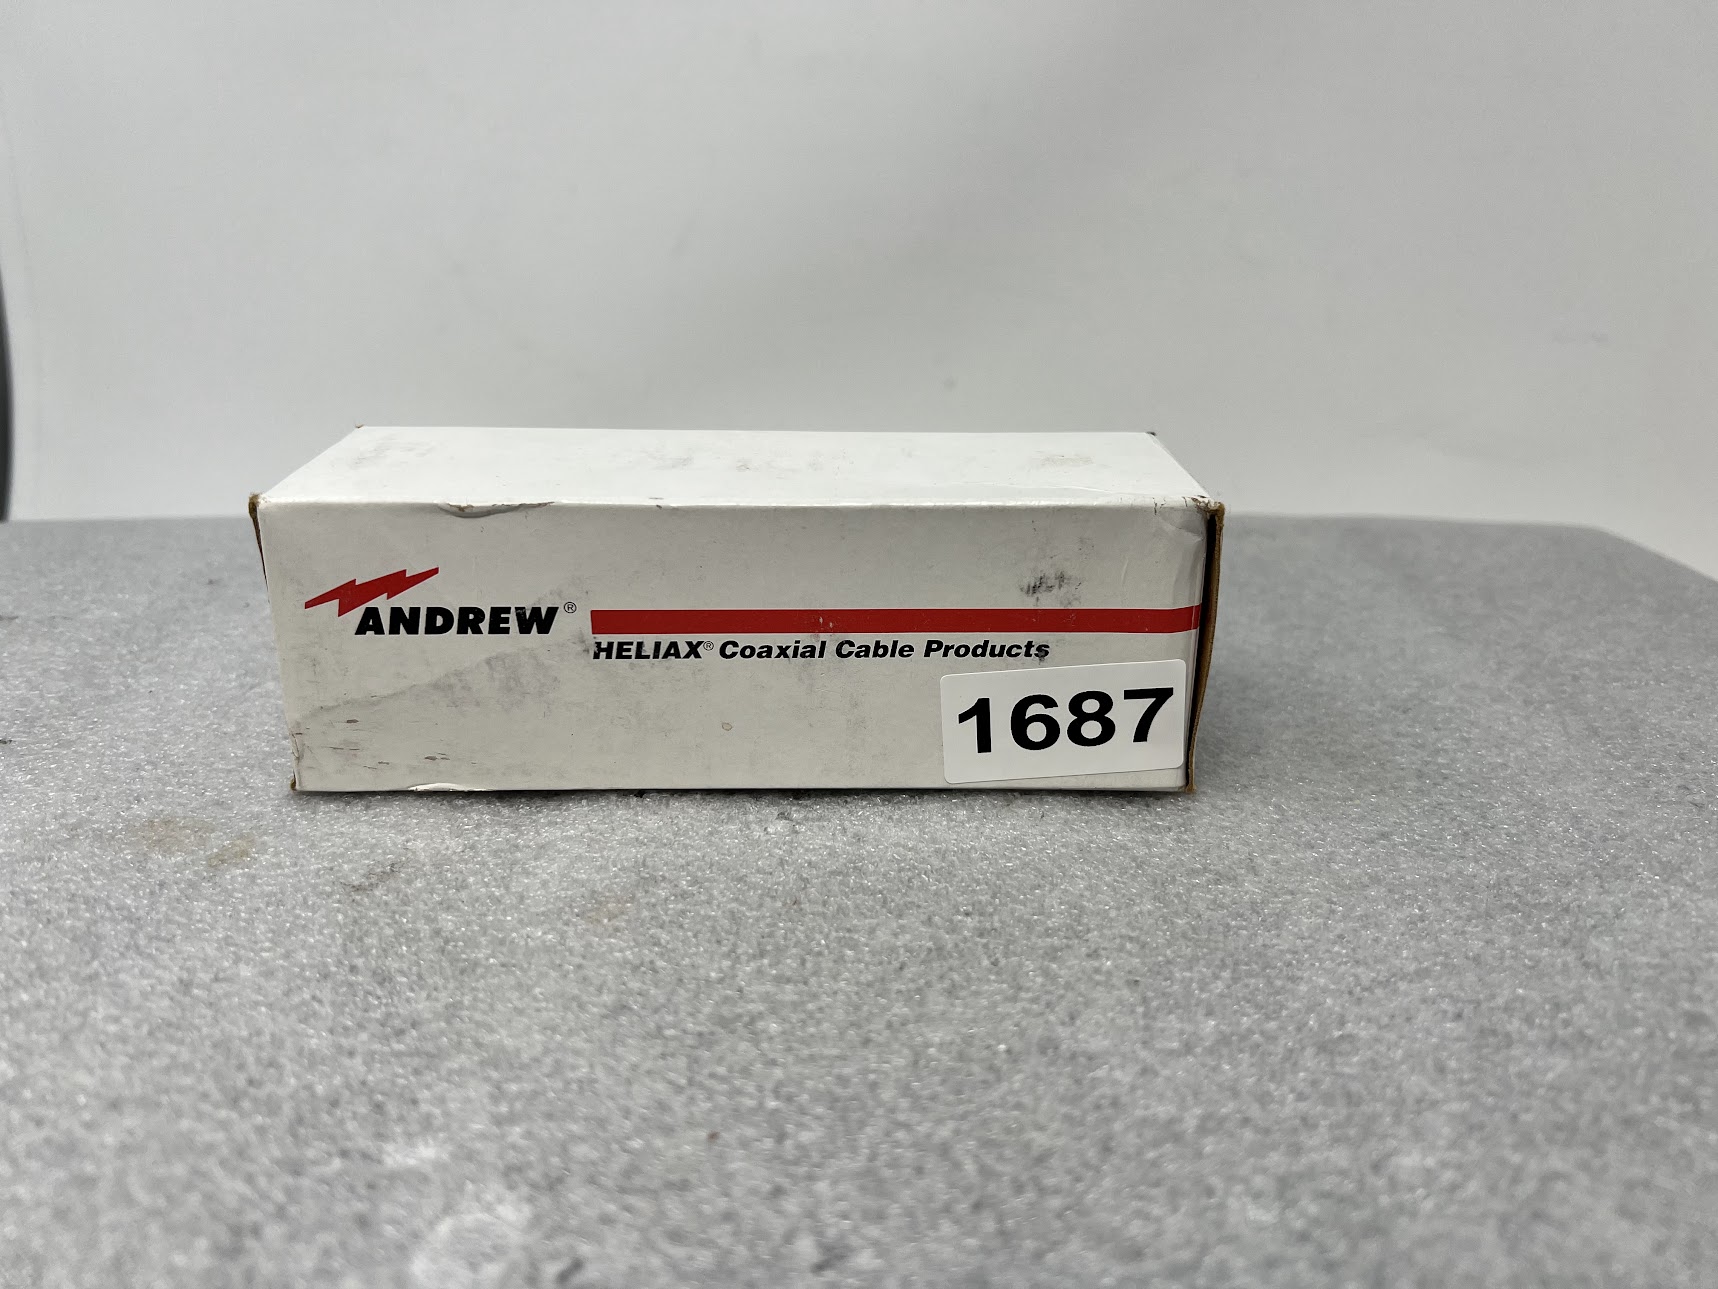 ANDREW®
HELIAX® Coaxial Cable Products
1687